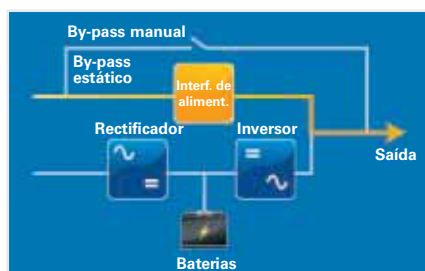 By-pass manual
By-pass
estático
Interf. de
aliment.
Rectificador
Inversor
Saída
Baterias